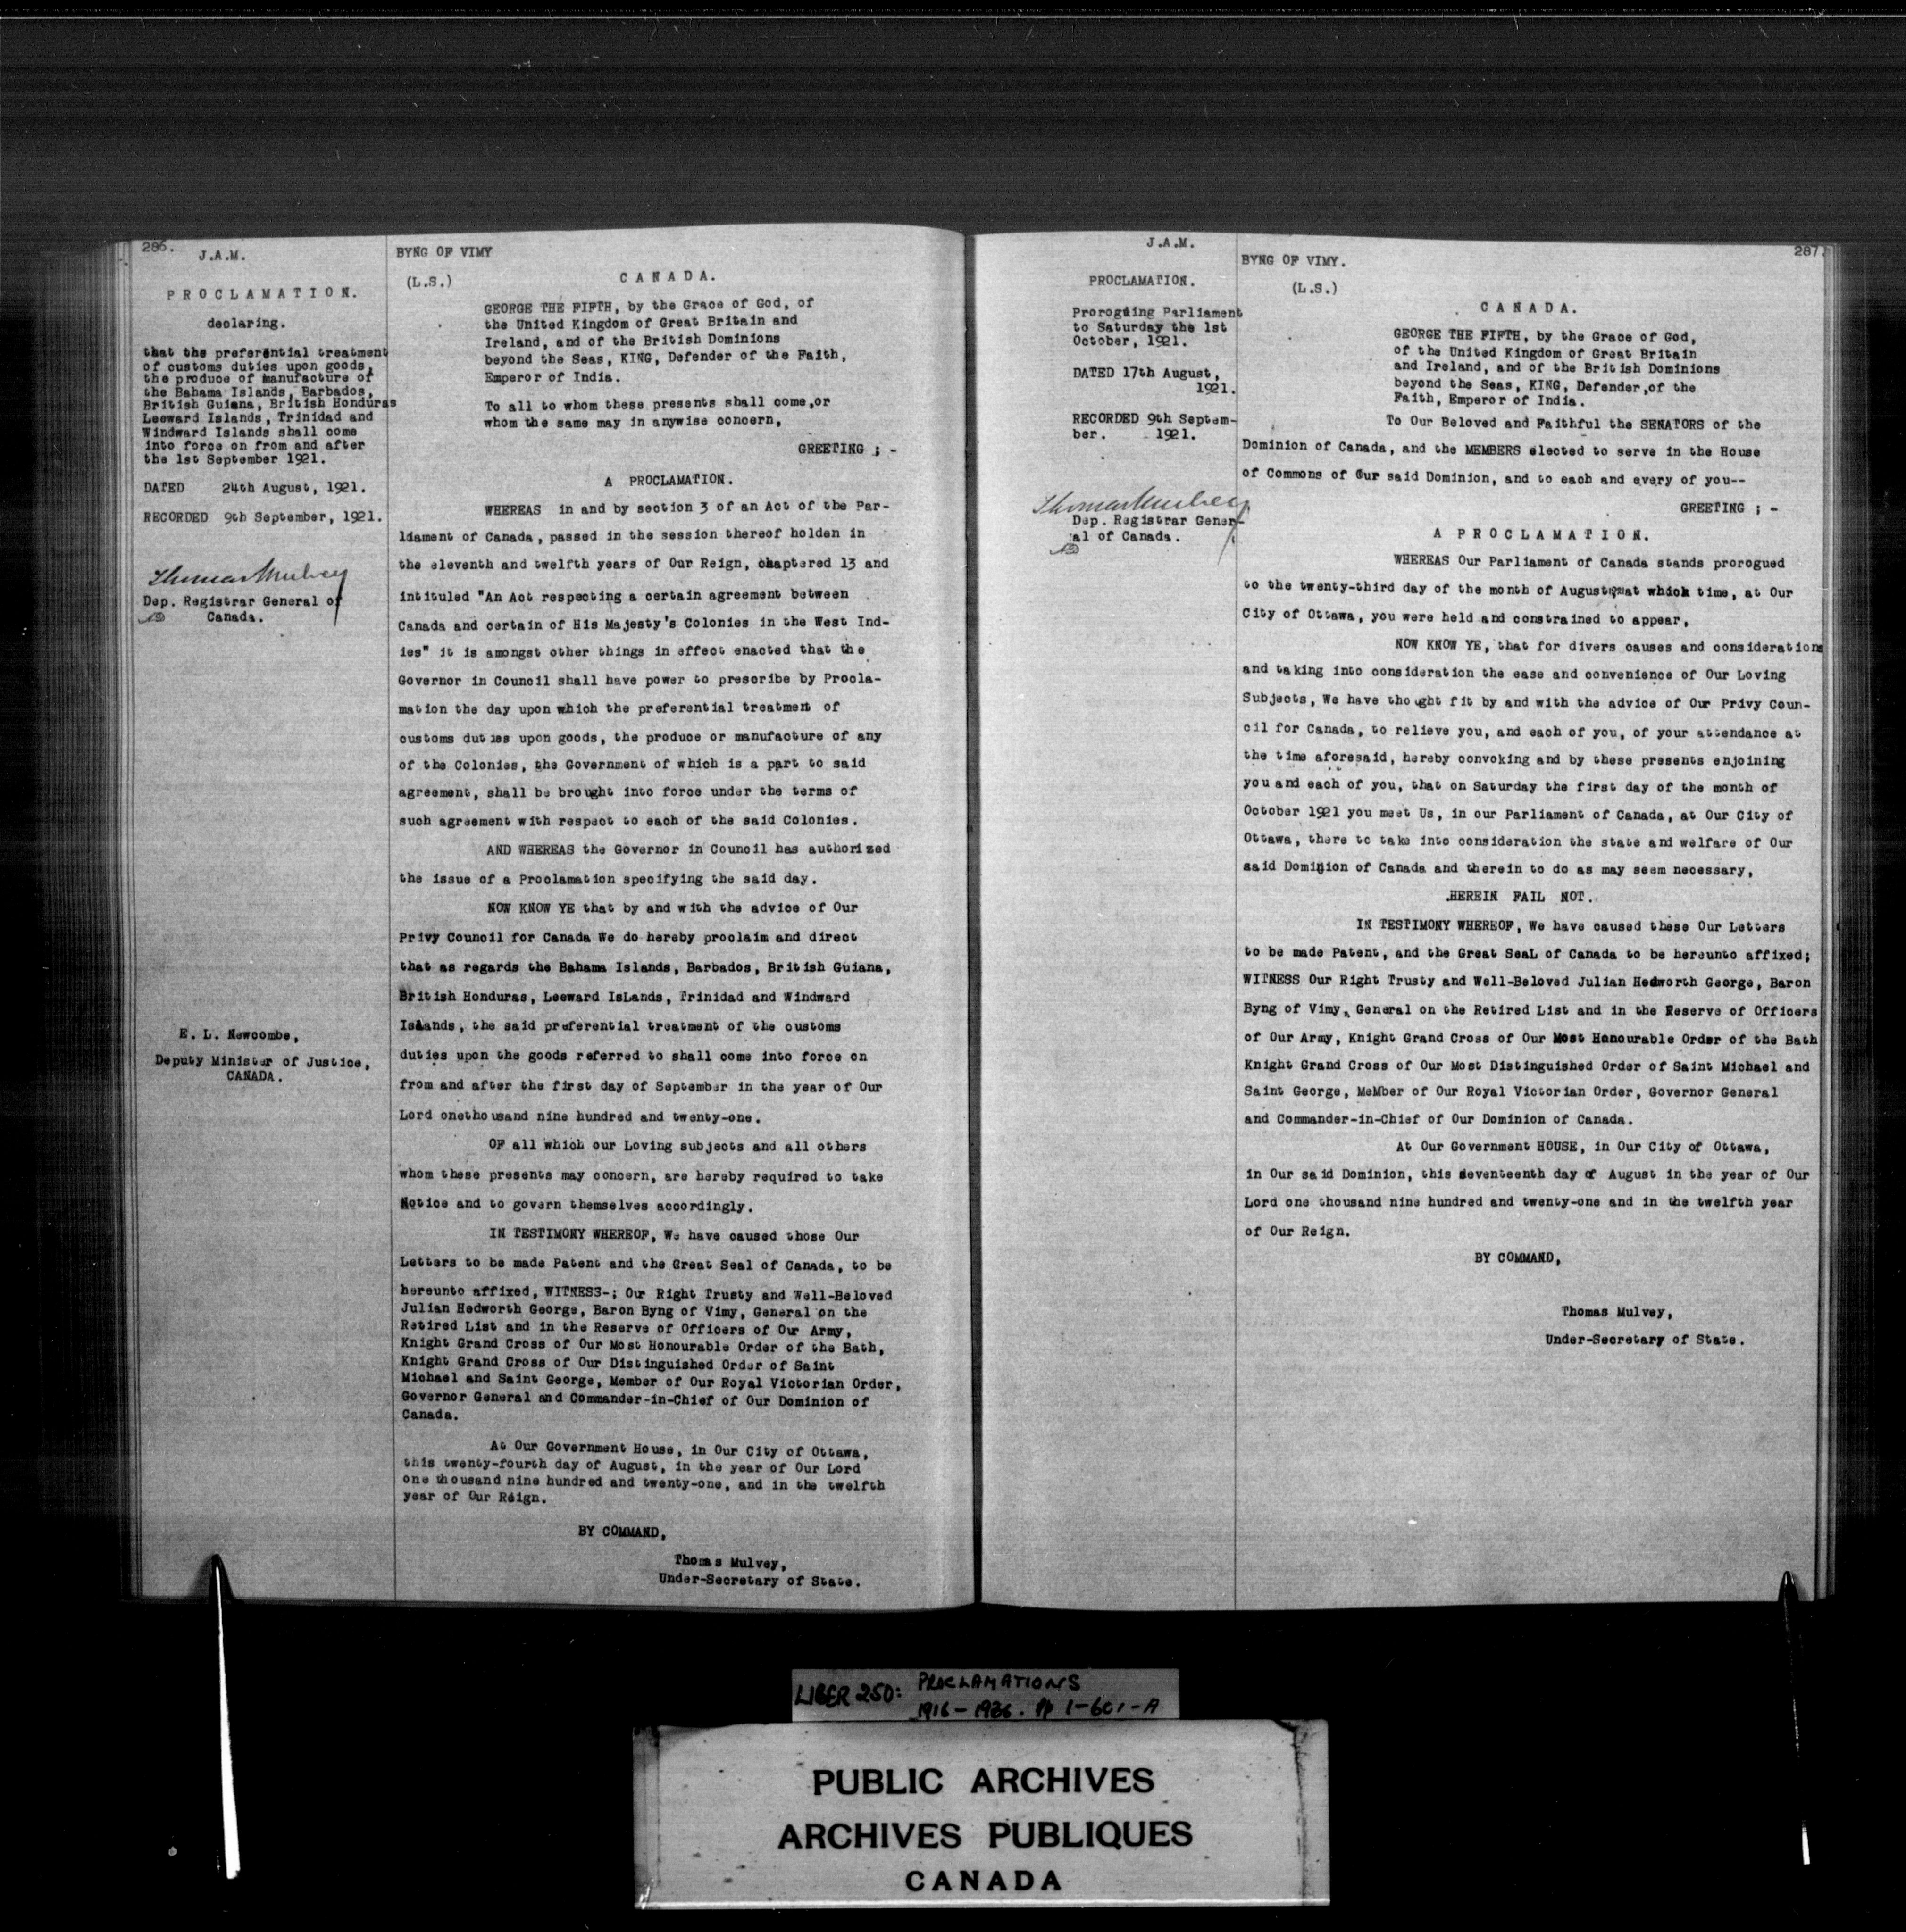 286.
J.A.M.
P R O C L A M A T I O N.
declaring.
that the preferential treatment
of customs duties upon goods,
the produce of manufacture of
the Bahama Islands, Barbados,
British Guiana, British Honduras
Leeward Islands, Trinidad and
Windward Islands shall come
into force on from and after
the 1st September 1921.
DATED 24th August, 1921.
RECORDED 9th September, 1921.
Thomas Mulvey
Dep. Registrar General of
Canada.
E. L. Newcombe,
Deputy Minister of Justice,
CANADA.
BYNG OF VIMY
(L.S.)
C A N A D A.
GEORGE THE FIFTH, by the Grace of God, of
the United Kingdom of Great Britain and
Ireland, and of the British Dominions
beyond the Seas, KING, Defender of the Faith,
Emperor of India.
To all to whom these presents shall come,or
whom the same may in anywise concern,
GREETING ; -
A PROCLAMATION.
WHEREAS in and by section 3 of an Act of the Par-
liament of Canada, passed in the session thereof holden in
the eleventh and twelfth years of Our Reign, chaptered 13 and
intituled "An Act respecting a certain agreement between
Canada and certain of His Majesty's Colonies in the West Ind-
ies" it is amongst other things in effect enacted that the
Governor in Council shall have power to prescribe by Procla-
mation the day upon which the preferential treatment of
customs duties upon goods, the produce or manufacture of any
of the Colonies, the Government of which is a part to said
agreement, shall be brought into force under the terms of
such agreement with respect to each of the said Colonies.
AND WHEREAS the Governor in Council has authorized
the issue of a Proclamation specifying the said day.
NOW KNOW YE that by and with the advice of Our
Privy Council for Canada We do hereby proclaim and direct
that as regards the Bahama Islands, Barbados, British Guiana,
British Honduras, Leeward IsLands, Trinidad and Windward
Islands, the said preferential treatment of the customs
duties upon the goods referred to shall come into force on
from and after the first day of September in the year of Our
Lord onethousand nine hundred and twenty-one.
OF all which our Loving subjects and all others
whom these presents may concern, are hereby required to take
Notice and to govern themselves accordingly.
IN TESTIMONY WHEREOF, We have caused those Our
Letters to be made Patent and the Great Seal of Canada, to be
hereunto affixed, WITNESS-; Our Right Trusty and Well-Beloved
Julian Hedworth George, Baron Byng of Vimy, General on the
Retired List and in the Reserve of Officers of Our Army,
Knight Grand Cross of Our Most Honourable Order of the Bath,
Knight Grand Cross of Our Distinguished Order of Saint
Michael and Saint George, Member of Our Royal Victorian Order,
Governor General and Commander-in-Chief of Our Dominion of
Canada.
At Our Government House, in Our City of Ottawa,
this twenty-fourth day of August, in the year of Our Lord
one thousand nine hundred and twenty-one, and in the twelfth
year of Our Reign.
BY COMMAND,
Thomas Mulvey,
Under-Secretary of State.
287.
J.A.M.
PROCLAMATION.
Proroguing Parliament
to Saturday the 1st
October, 1921.
DATED 17th August,
1921.
RECORDED 9th Septem-
ber. 1921.
Thomas Mulvey
Dep. Registrar Gener-
al of Canada.
BYNG OF VIMY.
(L.S.)
C A N A D A.
GEORGE THE FIFTH, by the Grace of God,
of the United Kingdom of Great Britain
and Ireland, and of the British Dominions
beyond the Seas, KING, Defender,of the
Faith, Emperor of India.
To Our Beloved and Faithful the SENATORS of the
Dominion of Canada, and the MEMBERS elected to serve in the House
of Commons of Our said Dominion, and to each and every of you--
GREETING ; -
A P R O C L A M A T I O N.
WHEREAS Our Parliament of Canada stands prorogued
to the twenty-third day of the month of August, at which time, at Our
City of Ottawa, you were held and constrained to appear,
NOW KNOW YE, that for divers causes and considerations
and taking into consideration the ease and convenience of Our Loving
Subjects, We have thought fit by and with the advice of Our Privy Coun-
cil for Canada, to relieve you, and each of you, of your attendance at
the time aforesaid, hereby convoking and by these presents enjoining
you and each of you, that on Saturday the first day of the month of
October 1921 you meet Us, in our Parliament of Canada, at Our City of
Ottawa, there to take into consideration the state and welfare of Our
said Dominion of Canada and therein to do as may seem necessary,
HEREIN FAIL NOT.
IN TESTIMONY WHEREOF, We have caused these Our Letters
to be made Patent, and the Great SeaL of Canada to be hereunto affixed;
WITNESS Our Right Trusty and Well-Beloved Julian Hedworth George, Baron
Byng of Vimy, General on the Retired List and in the Reserve of Officers
of Our Army, Knight Grand Cross of Our Most Honourable Order of the Bath
Knight Grand Cross of Our Most Distinguished Order of Saint Michael and
Saint George, MeMber of Our Royal Victorian Order, Governor General
and Commander-in-Chief of Our Dominion of Canada.
At Our Government HOUSE, in Our City of Ottawa,
in Our said Dominion, this seventeenth day of August in the year of Our
Lord one thousand nine hundred and twenty-one and in the twelfth year
of Our Reign.
BY COMMAND,
Thomas Mulvey,
Under-Secretary of State.
LIBER 250: PROCLAMATIONS
1916-1936. pp 1-601-A
PUBLIC ARCHIVES
ARCHIVES PUBLIQUES
CANADA